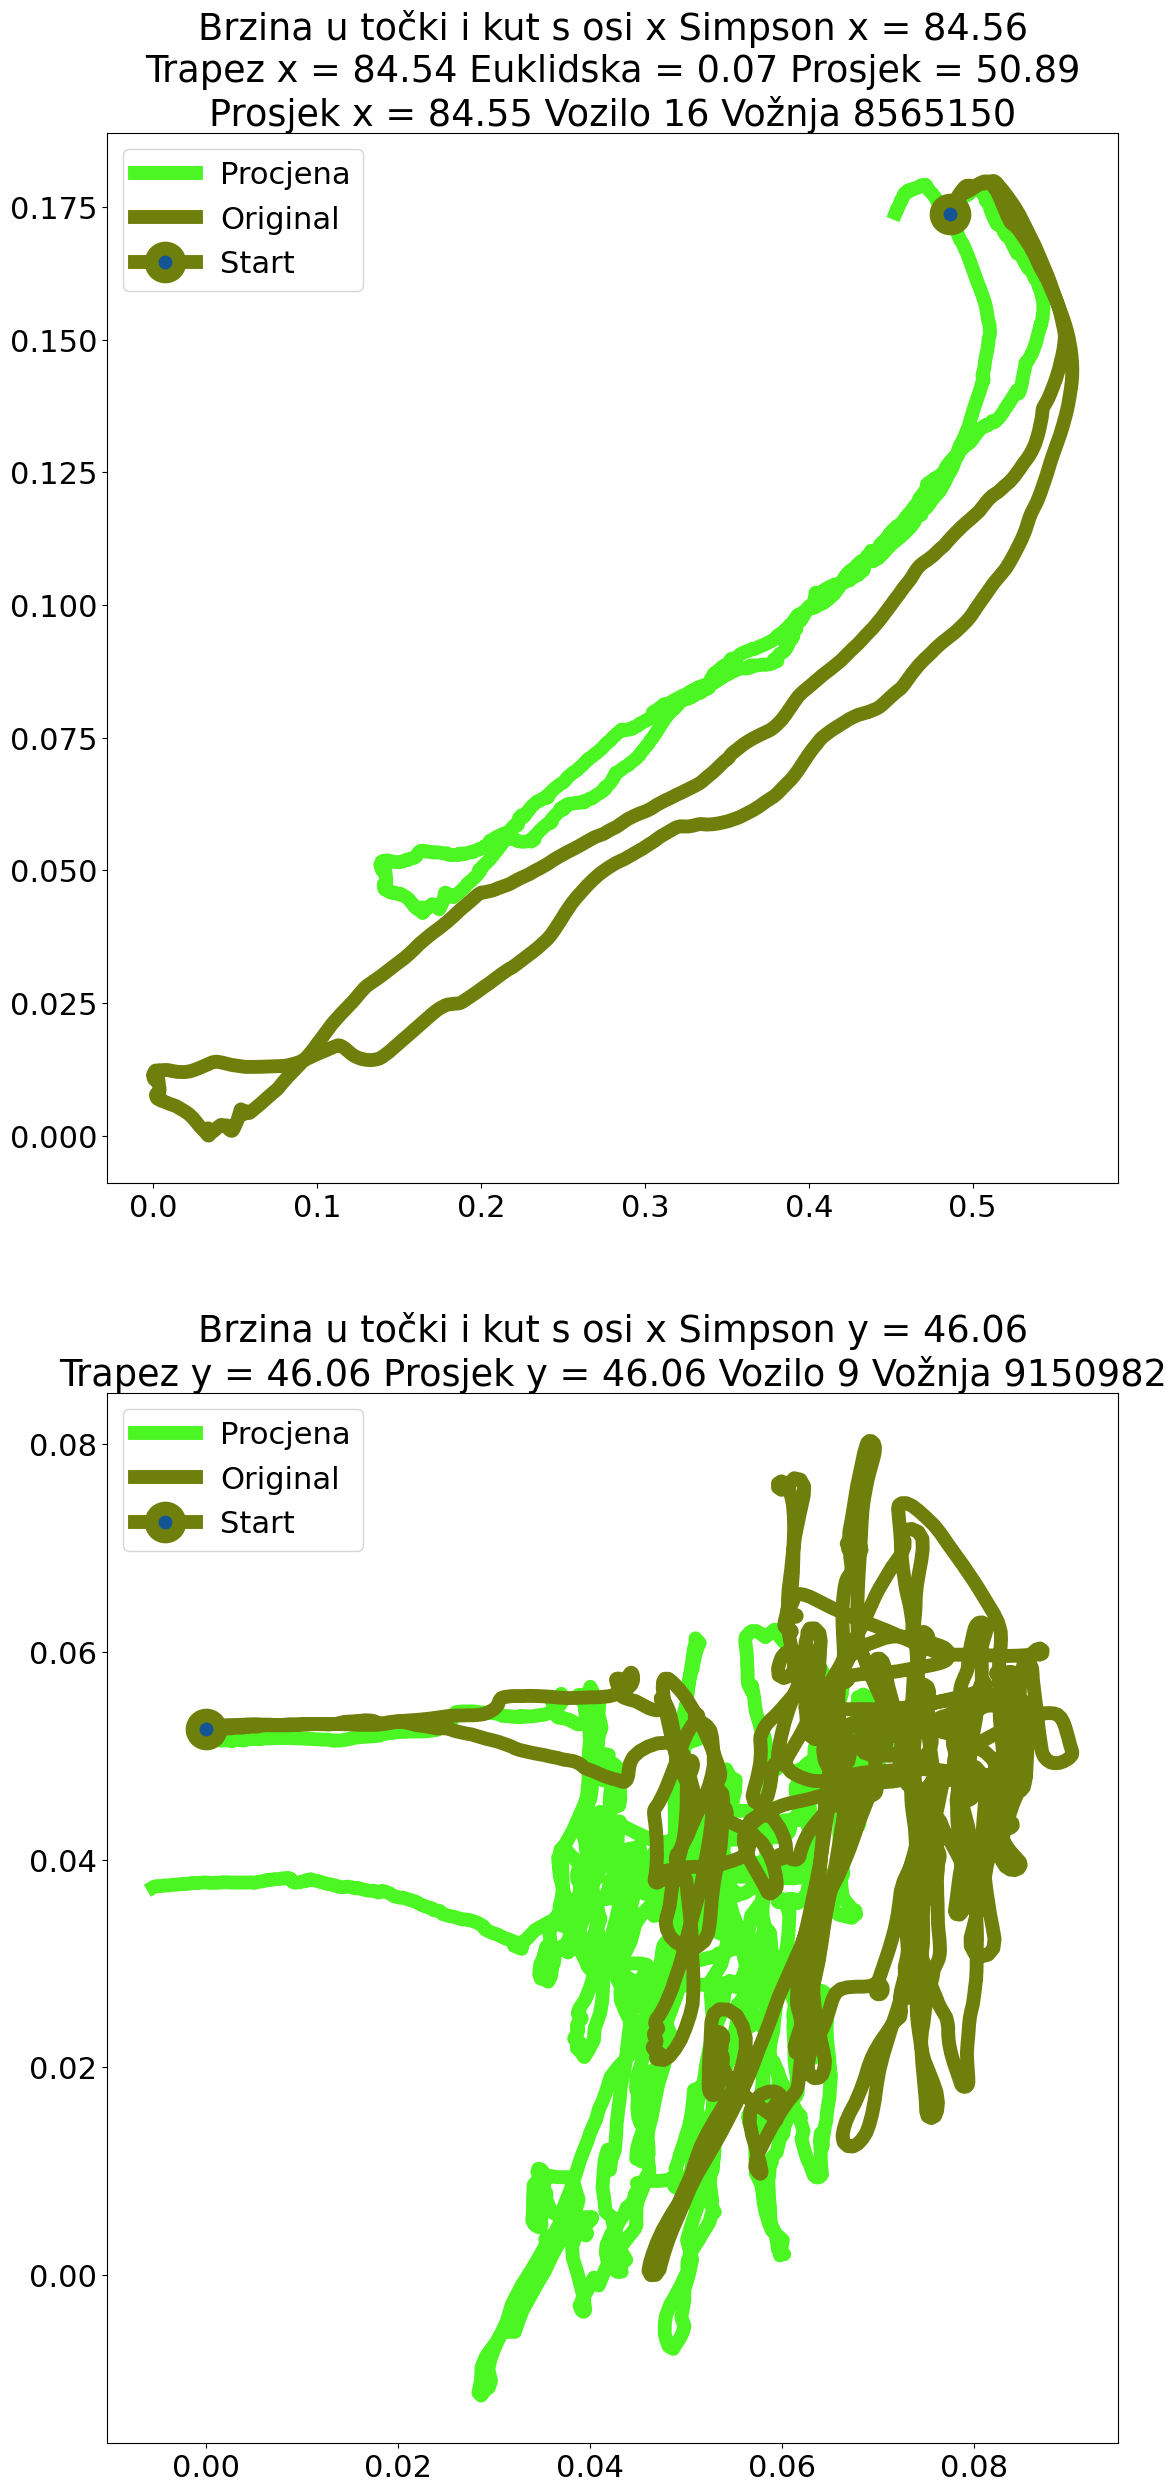 Brzina u točki i kut s osi x Simpson x = 84.56
Trapez x = 84.54 Euklidska = 0.07 Prosjek = 50.89
Prosjek x = 84.55 Vozilo 16 Vožnja 8565150
Procjena
Original
Start
0.175
0.150
0.125
0.100
0.075
0.050
0.025
0.000
0.0 0.1 0.2 0.3 0.4 0.5
Brzina u točki i kut s osi x Simpson y = 46.06
Trapez y = 46.06 Prosjek y = 46.06 Vozilo 9 Vožnja 9150982
Procjena
Original
Start
0.08
0.06
0.04
0.02
0.00
0.00 0.02 0.04 0.06 0.08